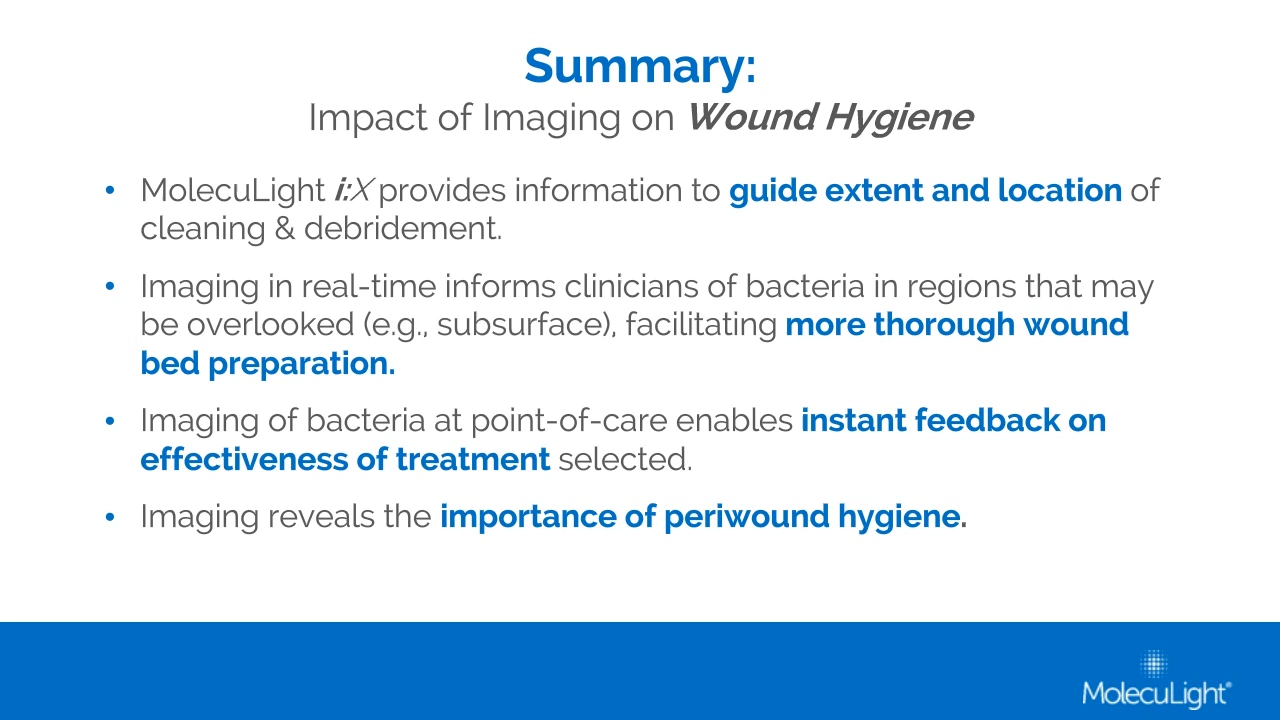 Summary:
Impact of Imaging on Wound Hygiene
• MolecuLight i:X provides information to guide extent and location of
cleaning & debridement.
• Imaging in real-time informs clinicians of bacteria in regions that may
be overlooked (e.g., subsurface), facilitating more thorough wound
bed preparation.
• Imaging of bacteria at point-of-care enables instant feedback on
effectiveness of treatment selected.
• Imaging reveals the importance of periwound hygiene.
MolecuLight®